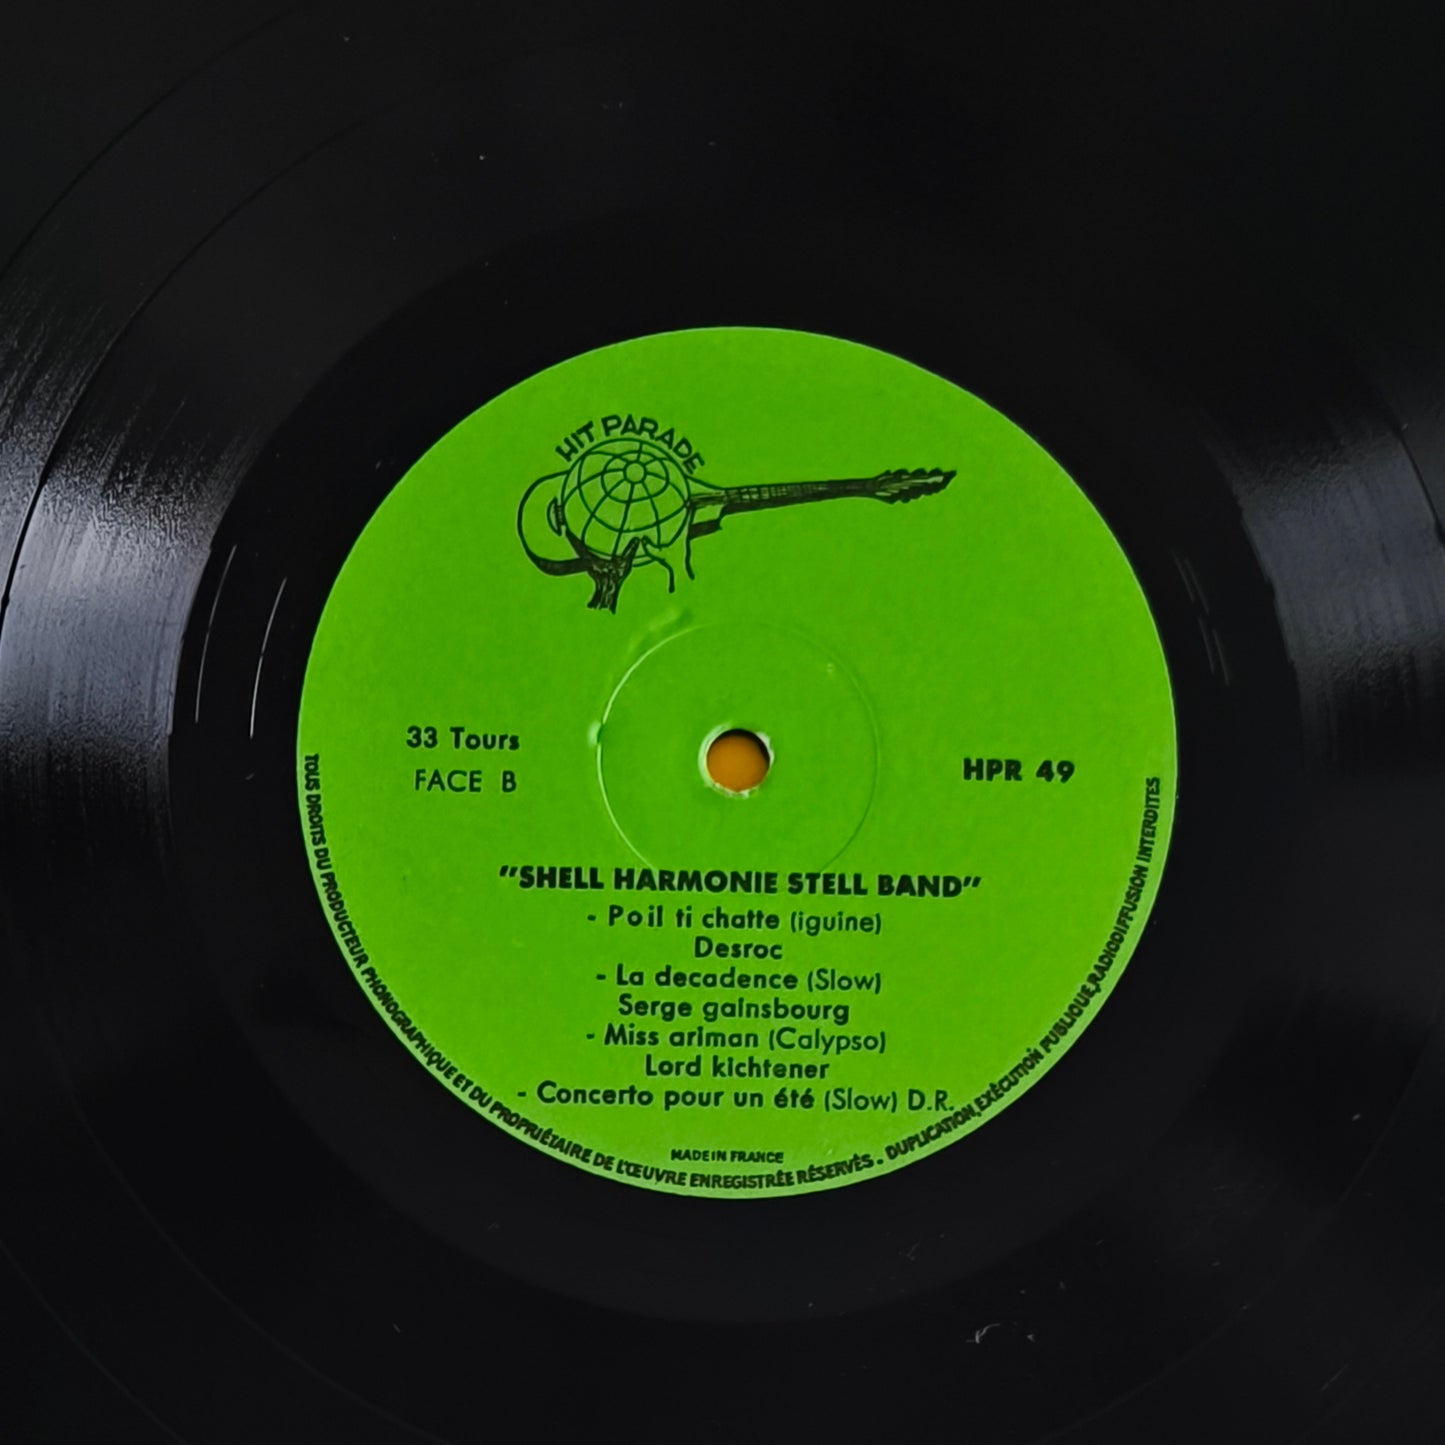 HIT PARADE
33 Tours
FACE B
HPR 49
"SHELL HARMONIE STELL BAND"
- Poil ti chatte (iguine)
Desroc
- La decadence (Slow)
Serge gainsbourg
- Miss ariman (Calypso)
Lord kichtener
- Concerto pour un été (Slow) D.R.
MADE IN FRANCE
TOUS DROITS DU PRODUCTEUR PHONOGRAPHIQUE ET DU PROPRIÉTAIRE DE L'ŒUVRE ENREGISTRÉE RÉSERVÉS . DUPLICATION, EXÉCUTION PUBLIQUE, RADIODIFFUSION INTERDITES